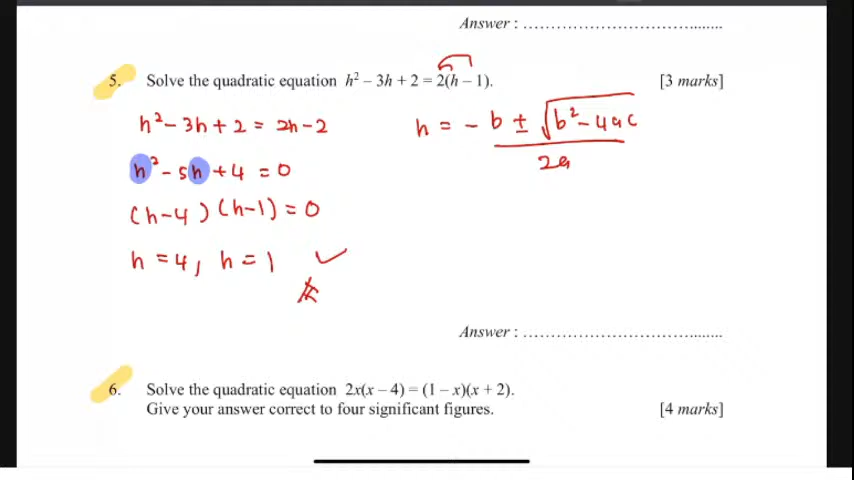 Answer : ........................................
5. Solve the quadratic equation h² – 3h + 2 = 2(h – 1). [3 marks]
h² – 3h + 2 = 2h – 2
h = – b ± √b² – 4ac
2a
h² – 5h + 4 = 0
(h – 4) (h – 1) = 0
h = 4, h = 1
Answer : ........................................
6. Solve the quadratic equation 2x(x – 4) = (1 – x)(x + 2).
Give your answer correct to four significant figures. [4 marks]